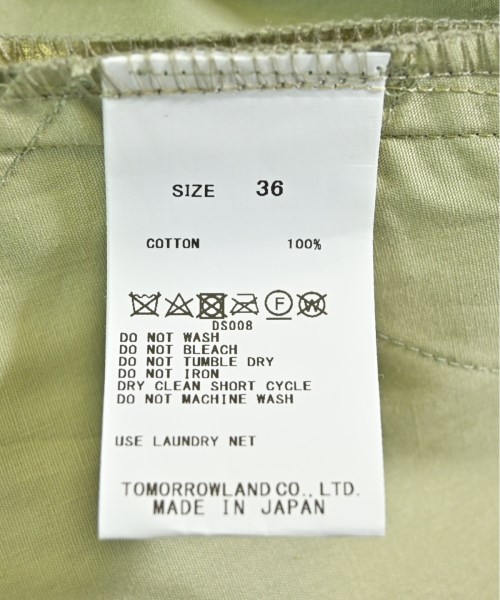 SIZE 36
COTTON 100%
F W
DS008
DO NOT WASH
DO NOT BLEACH
DO NOT TUMBLE DRY
DO NOT IRON
DRY CLEAN SHORT CYCLE
DO NOT MACHINE WASH
USE LAUNDRY NET
TOMORROWLAND CO., LTD.
MADE IN JAPAN